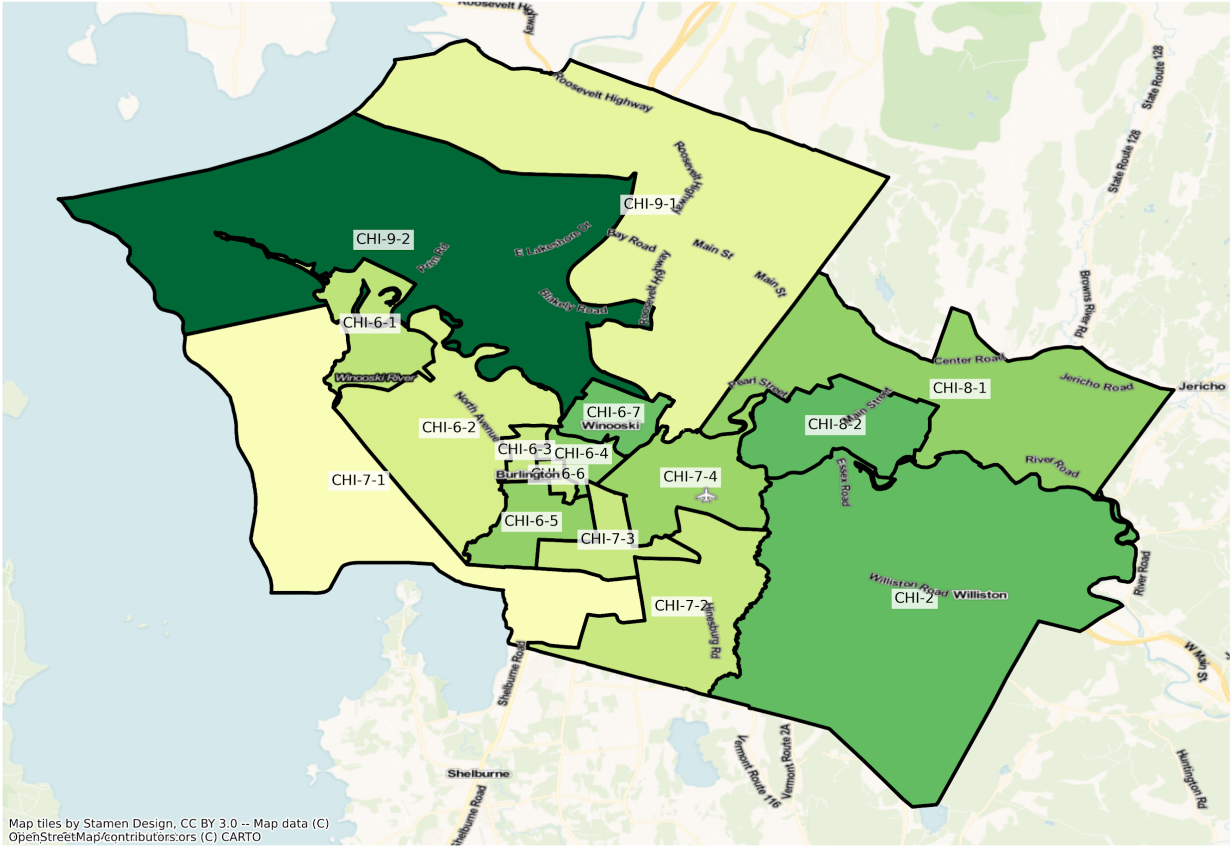 Roosevelt Highway
Roosevelt Highway
State Route 128
State Route 128
Roosevelt Highway
CHI-9-1
CHI-9-2
Prim Rd
E Lakeshore Dr
Bay Road
Main St
Main St
Roosevelt Highway
Blakely Road
Browns River Rd
CHI-6-1
Winooski River
Center Road
Jericho Road
Jericho
Pearl Street
CHI-8-1
North Avenue
CHI-6-7
Winooski
Main Street
CHI-8-2
CHI-6-2
CHI-6-3
CHI-6-4
Burlington
6-6
CHI-7-1
CHI-7-4
Essex Road
River Road
CHI-6-5
CHI-7-3
River Road
Williston Road
Williston
CHI-2
CHI-7-2
Hinesburg Rd
Shelburne Road
W Main St
Vermont Route 116
Vermont Route 2A
Huntington Rd
Shelburne
Shelburne Road
Map tiles by Stamen Design, CC BY 3.0 -- Map data (C)
OpenStreetMap contributors (C) CARTO